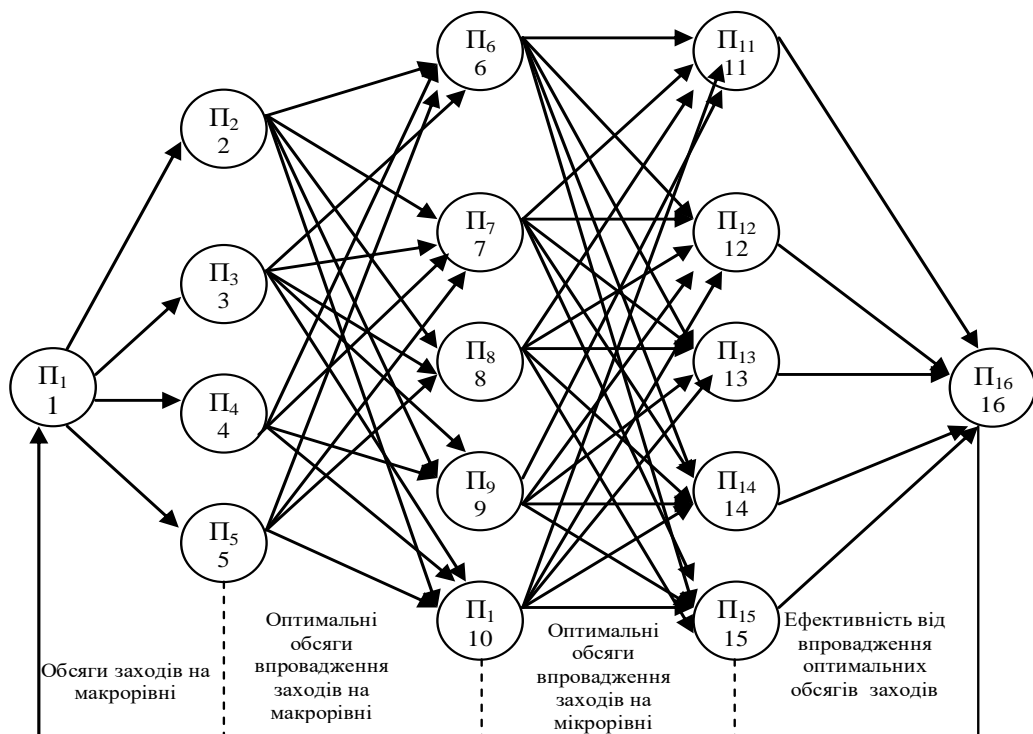 П₁
1
П₂
2
П₃
3
П₄
4
П₅
5
П₆
6
П₇
7
П₈
8
П₉
9
П₁
10
П₁₁
11
П₁₂
12
П₁₃
13
П₁₄
14
П₁₅
15
П₁₆
16
Обсяги заходів на
макрорівні
Оптимальні
обсяги
впровадження
заходів на
макрорівні
Оптимальні
обсяги
впровадження
заходів на
мікрорівні
Ефективність від
впровадження
оптимальних
обсягів заходів